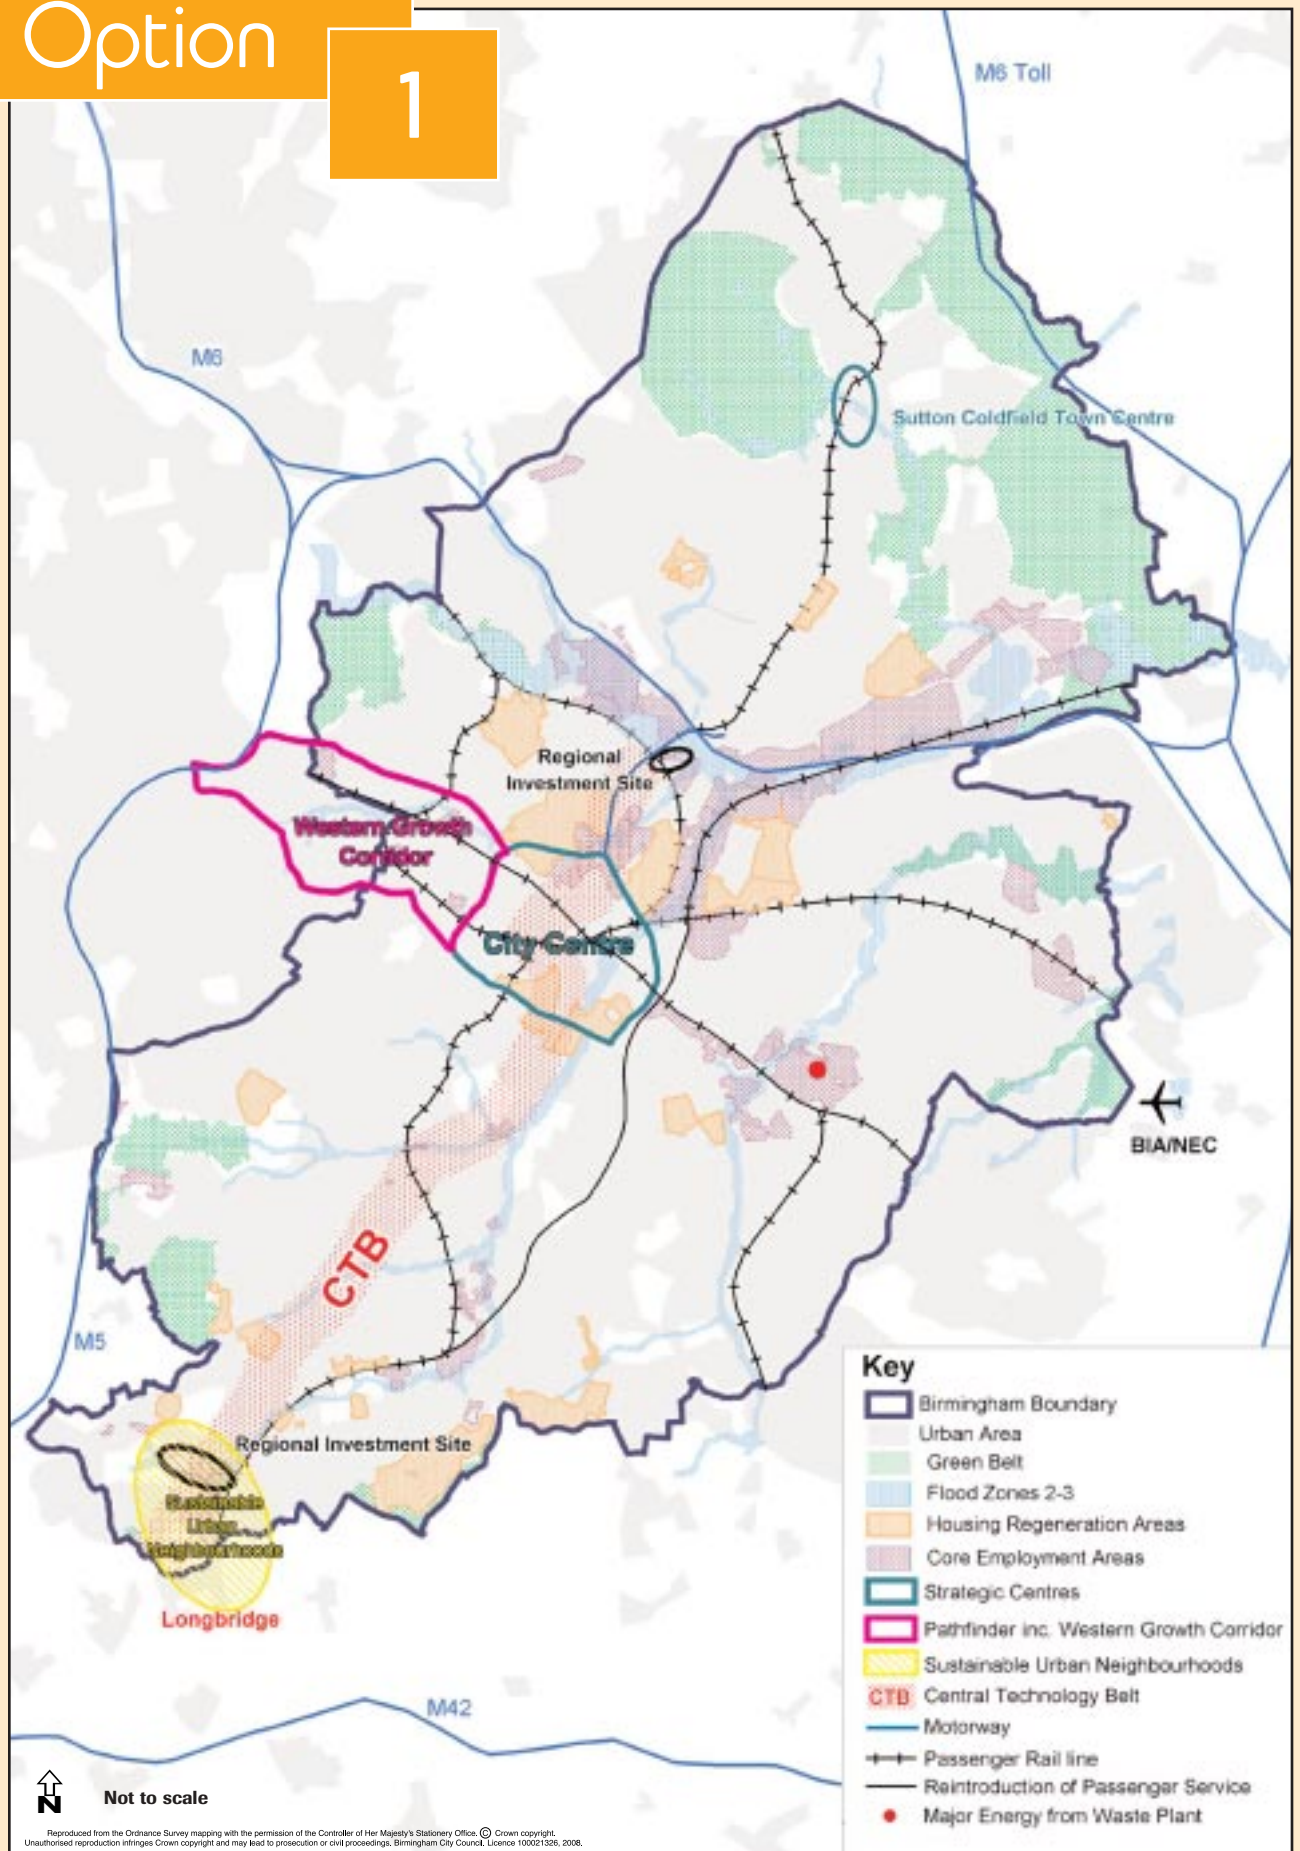 Option
1
M6 Toll
M6
Sutton Coldfield Town Centre
Regional
Investment Site
Western Growth
Corridor
City Centre
BIA/NEC
CTB
M5
Regional Investment Site
Sustainable
Urban
Neighbourhoods
Longbridge
M42
Key
Birmingham Boundary
Urban Area
Green Belt
Flood Zones 2-3
Housing Regeneration Areas
Core Employment Areas
Strategic Centres
Pathfinder inc. Western Growth Corridor
Sustainable Urban Neighbourhoods
CTB Central Technology Belt
Motorway
Passenger Rail line
Reintroduction of Passenger Service
Major Energy from Waste Plant
N
Not to scale
Reproduced from the Ordnance Survey mapping with the permission of the Controller of Her Majesty's Stationery Office, © Crown copyright.
Unauthorised reproduction infringes Crown copyright and may lead to prosecution or civil proceedings. Birmingham City Council. Licence 100021326, 2008.